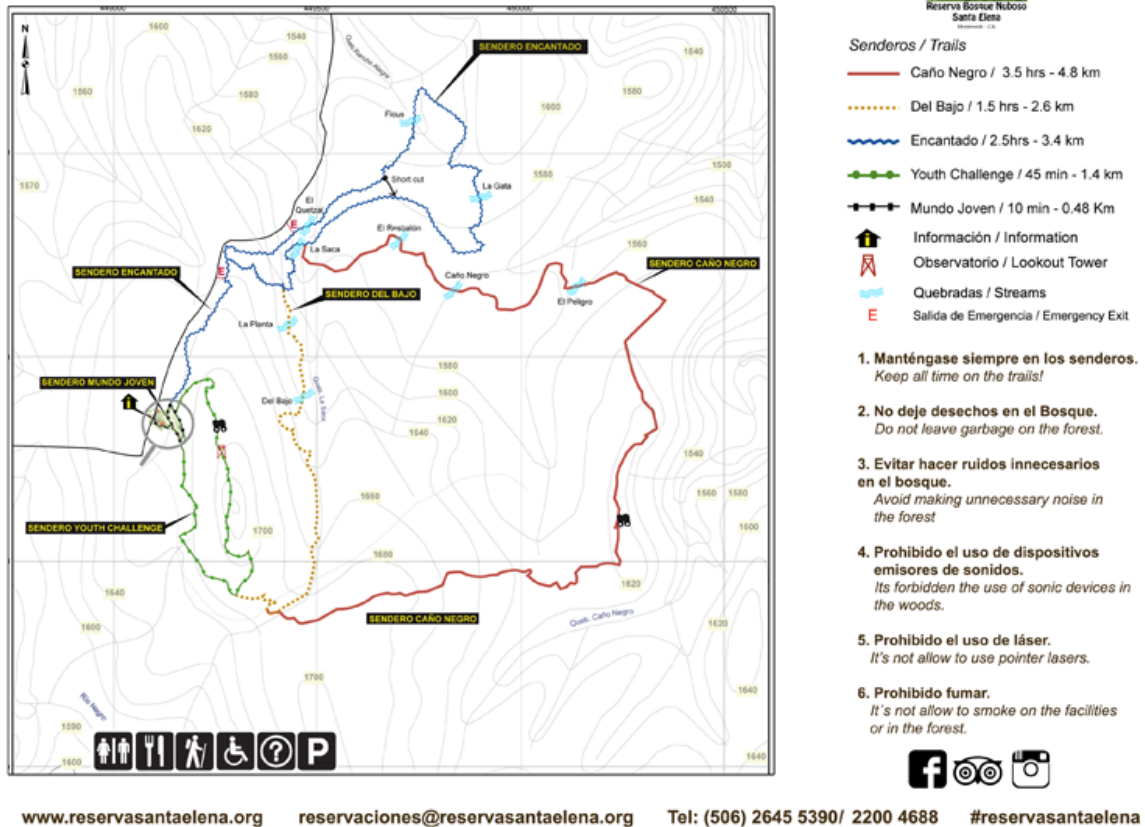 Reserva Bosque Nuboso
Santa Elena
Senderos / Trails
Caño Negro / 3.5 hrs - 4.8 km
Del Bajo / 1.5 hrs - 2.6 km
Encantado / 2.5hrs - 3.4 km
Youth Challenge / 45 min - 1.4 km
Mundo Joven / 10 min - 0.48 Km
Información / Information
Observatorio / Lookout Tower
Quebradas / Streams
E Salida de Emergencia / Emergency Exit
1. Manténgase siempre en los senderos.
Keep all time on the trails!
2. No deje desechos en el Bosque.
Do not leave garbage on the forest.
3. Evitar hacer ruidos innecesarios
en el bosque.
Avoid making unnecessary noise in
the forest
4. Prohibido el uso de dispositivos
emisores de sonidos.
Its forbidden the use of sonic devices in
the woods.
5. Prohibido el uso de láser.
It's not allow to use pointer lasers.
6. Prohibido fumar.
It´s not allow to smoke on the facilities
or in the forest.
N
1600
1540
1560
SENDERO ENCANTADO
1540
1560
1580
1580
1600
1620
Fious
1500
1570
Short cut
1580
La Gata
1540
El
Quetzal
E
La Saca
1560
SENDERO ENCANTADO
E
Caño Negro
SENDERO CAÑO NEGRO
SENDERO DEL BAJO
El Peligro
La Planta
1580
SENDERO MUNDO JOVEN
1600
Del Bajo
Queb. La Saca
1620
1540
1540
1660
1560
1580
SENDERO YOUTH CHALLENGE
1700
1600
1680
1640
1620
SENDERO CAÑO NEGRO
Queb. Caño Negro
1600
1620
1700
1640
Río Negro
1590
1600
1640
P
www.reservasantaelena.org reservaciones@reservasantaelena.org Tel: (506) 2645 5390/ 2200 4688 #reservasantaelena